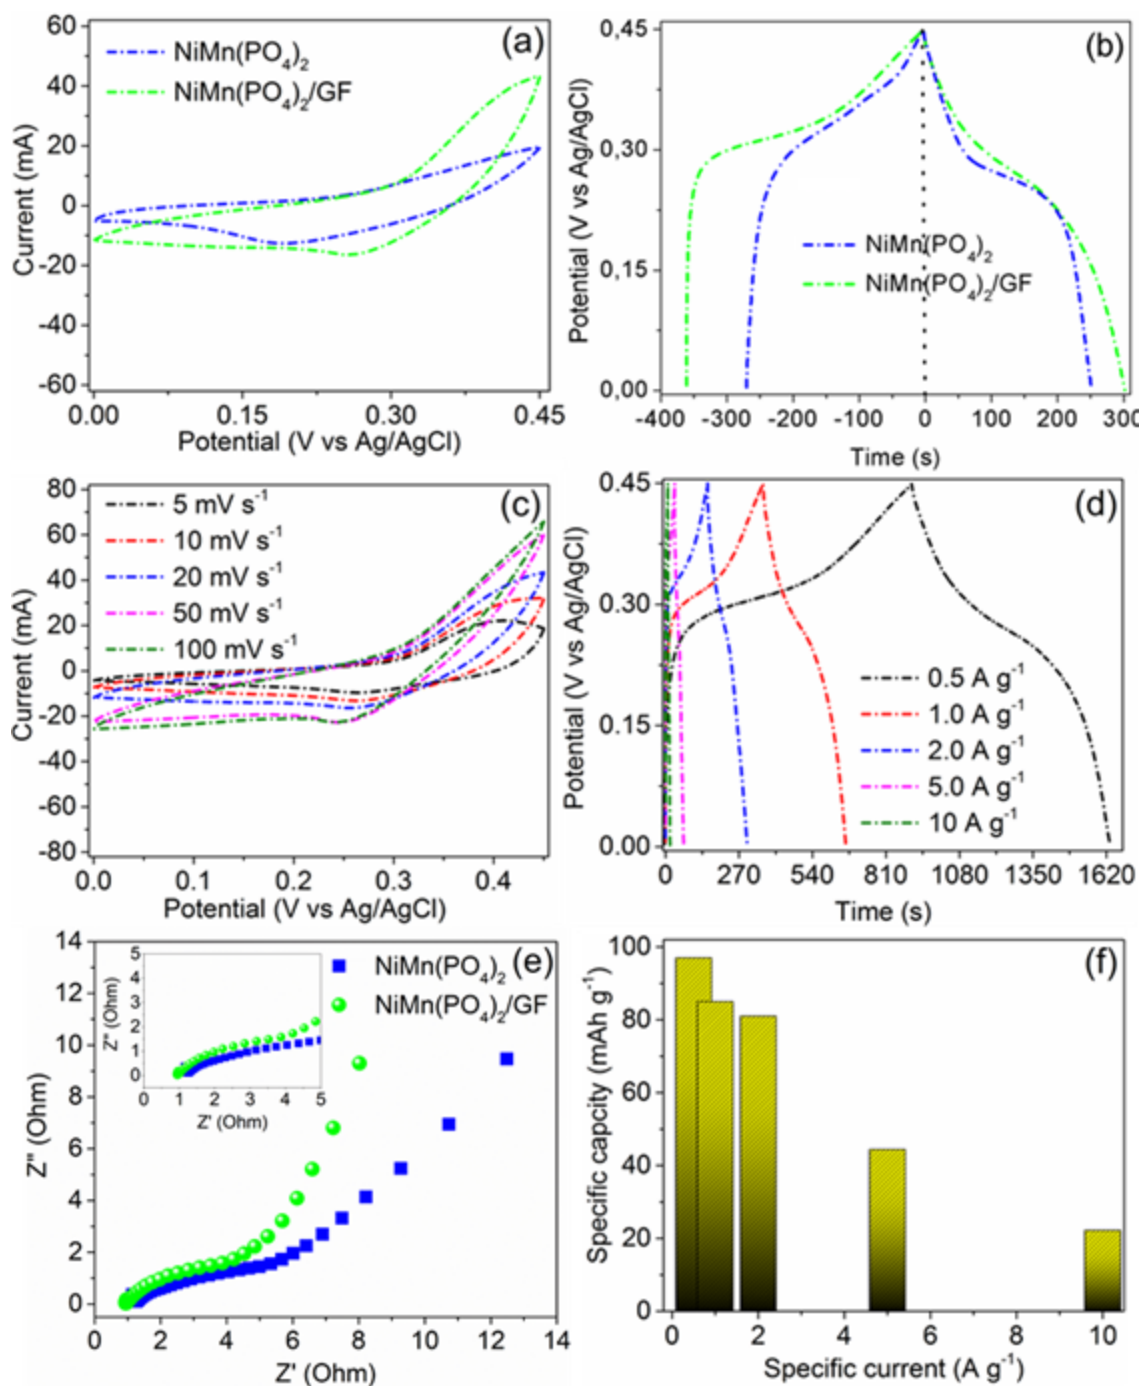 (a)
NiMn(PO₄)₂
NiMn(PO₄)₂/GF
60
40
20
0
-20
-40
-60
Current (mA)
0.00 0.15 0.30 0.45
Potential (V vs Ag/AgCl)
(b)
0,45
0,30
0,15
0,00
Potential (V vs Ag/AgCl)
NiMn(PO₄)₂
NiMn(PO₄)₂/GF
-400 -300 -200 -100 0 100 200 300
Time (s)
(c)
5 mV s⁻¹
10 mV s⁻¹
20 mV s⁻¹
50 mV s⁻¹
100 mV s⁻¹
80
60
40
20
0
-20
-40
-60
-80
Current (mA)
0.0 0.1 0.2 0.3 0.4
Potential (V vs Ag/AgCl)
(d)
0.45
0.30
0.15
0.00
Potential (V vs Ag/AgCl)
0.5 A g⁻¹
1.0 A g⁻¹
2.0 A g⁻¹
5.0 A g⁻¹
10 A g⁻¹
0 270 540 810 1080 1350 1620
Time (s)
(e)
NiMn(PO₄)₂
NiMn(PO₄)₂/GF
14
12
10
8
6
4
2
0
Z" (Ohm)
5
4
3
2
1
0
Z" (Ohm)
0 1 2 3 4 5
Z' (Ohm)
0 2 4 6 8 10 12 14
Z' (Ohm)
(f)
100
80
60
40
20
0
Specific capcity (mAh g⁻¹)
0 2 4 6 8 10
Specific current (A g⁻¹)